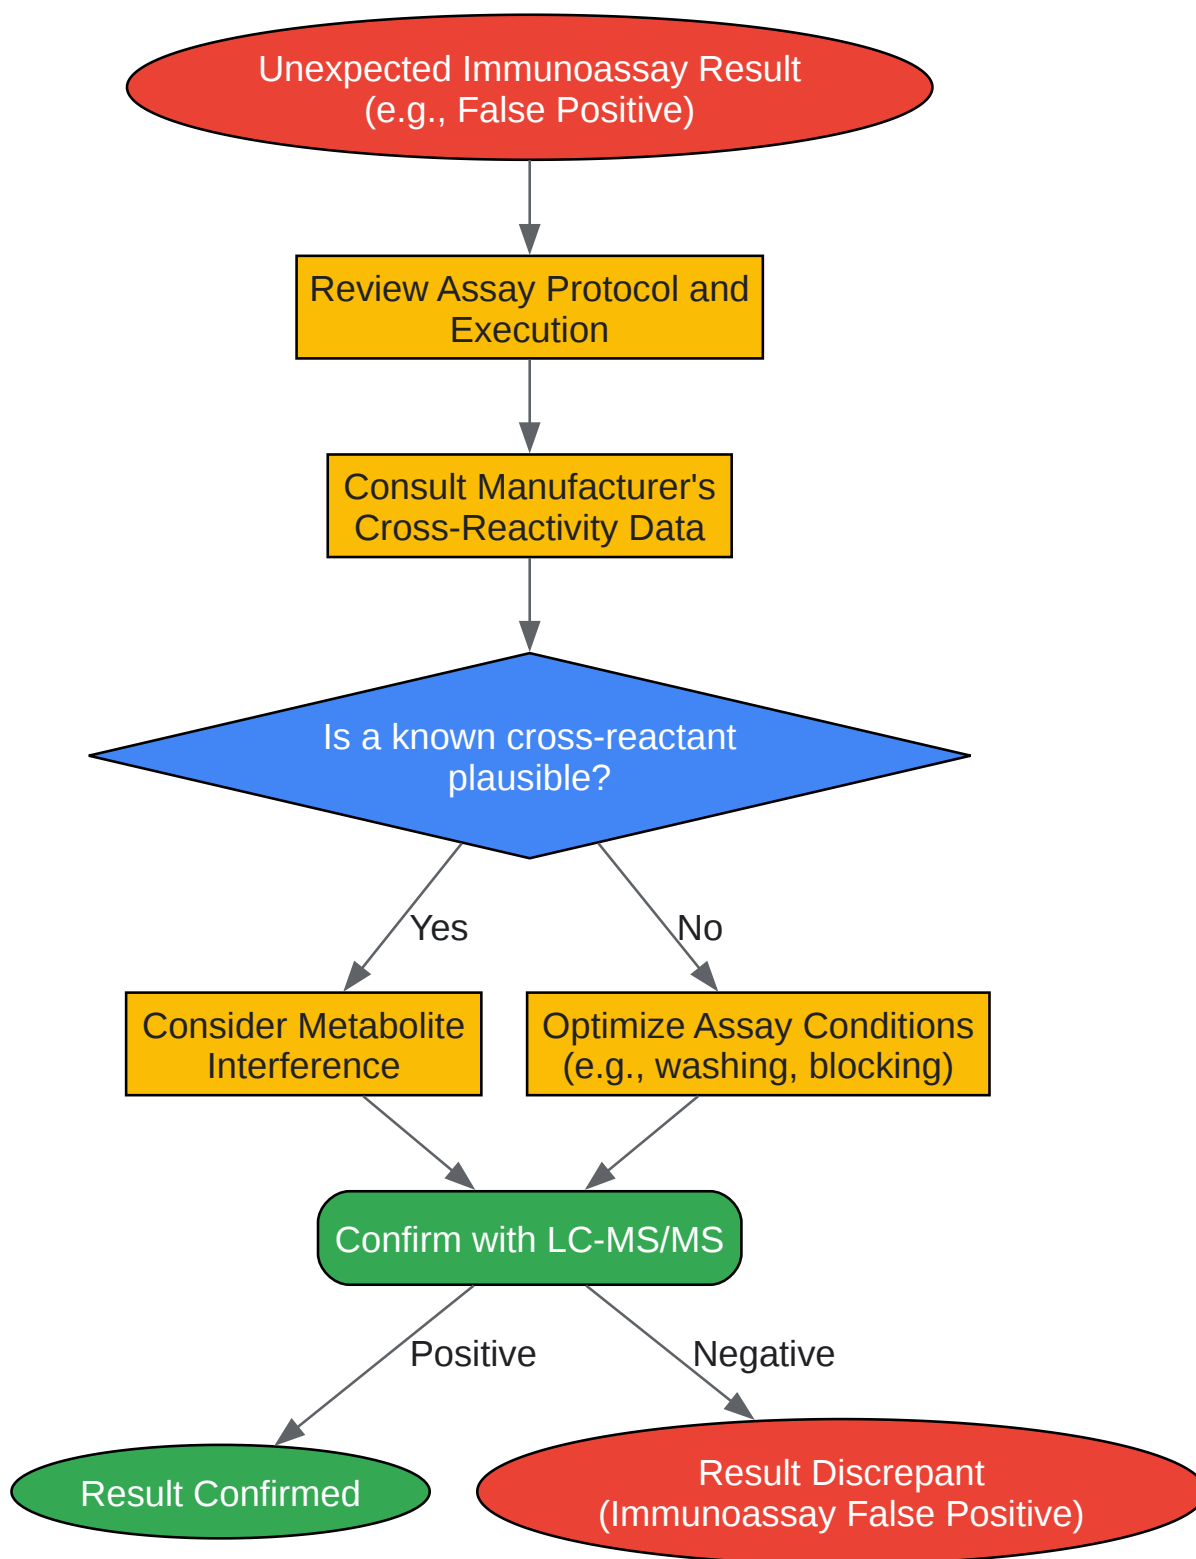 Unexpected Immunoassay Result
(e.g., False Positive)
Review Assay Protocol and
Execution
Consult Manufacturer's
Cross-Reactivity Data
Is a known cross-reactant
plausible?
Yes
No
Consider Metabolite
Interference
Optimize Assay Conditions
(e.g., washing, blocking)
Confirm with LC-MS/MS
Positive
Negative
Result Confirmed
Result Discrepant
(Immunoassay False Positive)